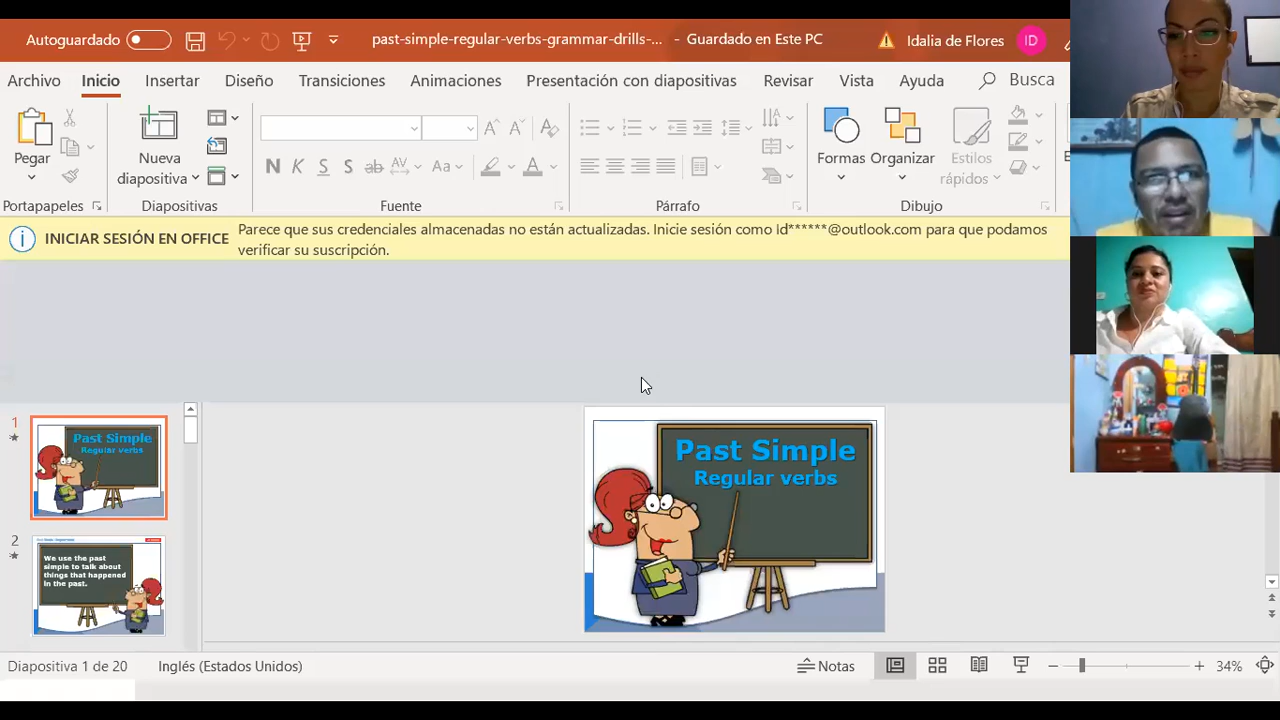 Autoguardado
past-simple-regular-verbs-grammar-drills-... - Guardado en Este PC
Idalia de Flores
ID
Archivo Inicio Insertar Diseño Transiciones Animaciones Presentación con diapositivas Revisar Vista Ayuda Busca
Pegar
Nueva
diapositiva
N K S S ab AV Aa A
A A A
Formas Organizar Estilos
rápidos
Portapapeles Diapositivas Fuente Párrafo Dibujo
INICIAR SESIÓN EN OFFICE
Parece que sus credenciales almacenadas no están actualizadas. Inicie sesión como id******@outlook.com para que podamos
verificar su suscripción.
1
Past Simple
Regular verbs
2
We use the past
simple to talk about
things that happened
in the past.
Past Simple
Regular verbs
Diapositiva 1 de 20
Inglés (Estados Unidos)
Notas
34%